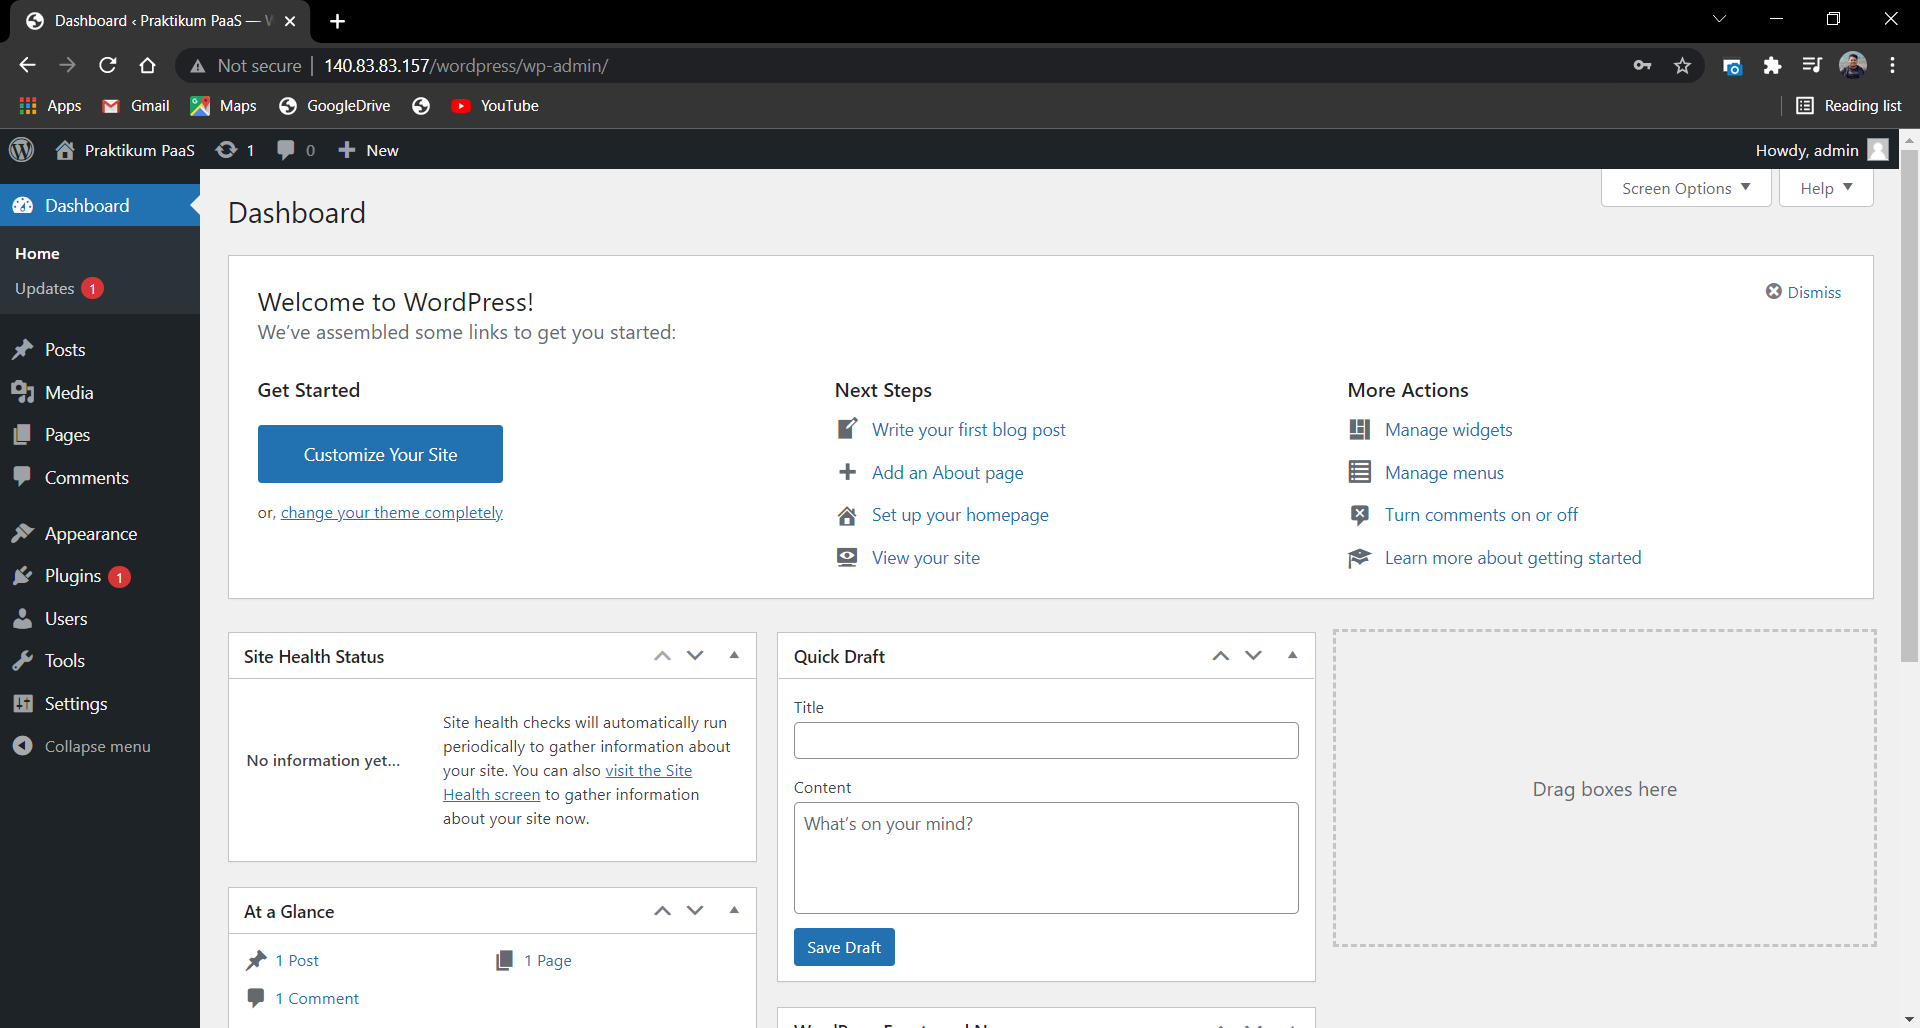 Dashboard ‹ Praktikum PaaS — W
Not secure 140.83.83.157/wordpress/wp-admin/
Apps Gmail Maps GoogleDrive YouTube Reading list
Praktikum PaaS 1 0 New Howdy, admin
Screen Options Help
Dashboard
Home
Updates 1
Posts
Media
Pages
Comments
Appearance
Plugins 1
Users
Tools
Settings
Collapse menu
Dashboard
Welcome to WordPress!
We’ve assembled some links to get you started:
Dismiss
Get Started
Customize Your Site
or, change your theme completely
Next Steps
Write your first blog post
Add an About page
Set up your homepage
View your site
More Actions
Manage widgets
Manage menus
Turn comments on or off
Learn more about getting started
Site Health Status
No information yet...
Site health checks will automatically run
periodically to gather information about
your site. You can also visit the Site
Health screen to gather information
about your site now.
At a Glance
1 Post 1 Page
1 Comment
Quick Draft
Title
Content
What’s on your mind?
Save Draft
Drag boxes here